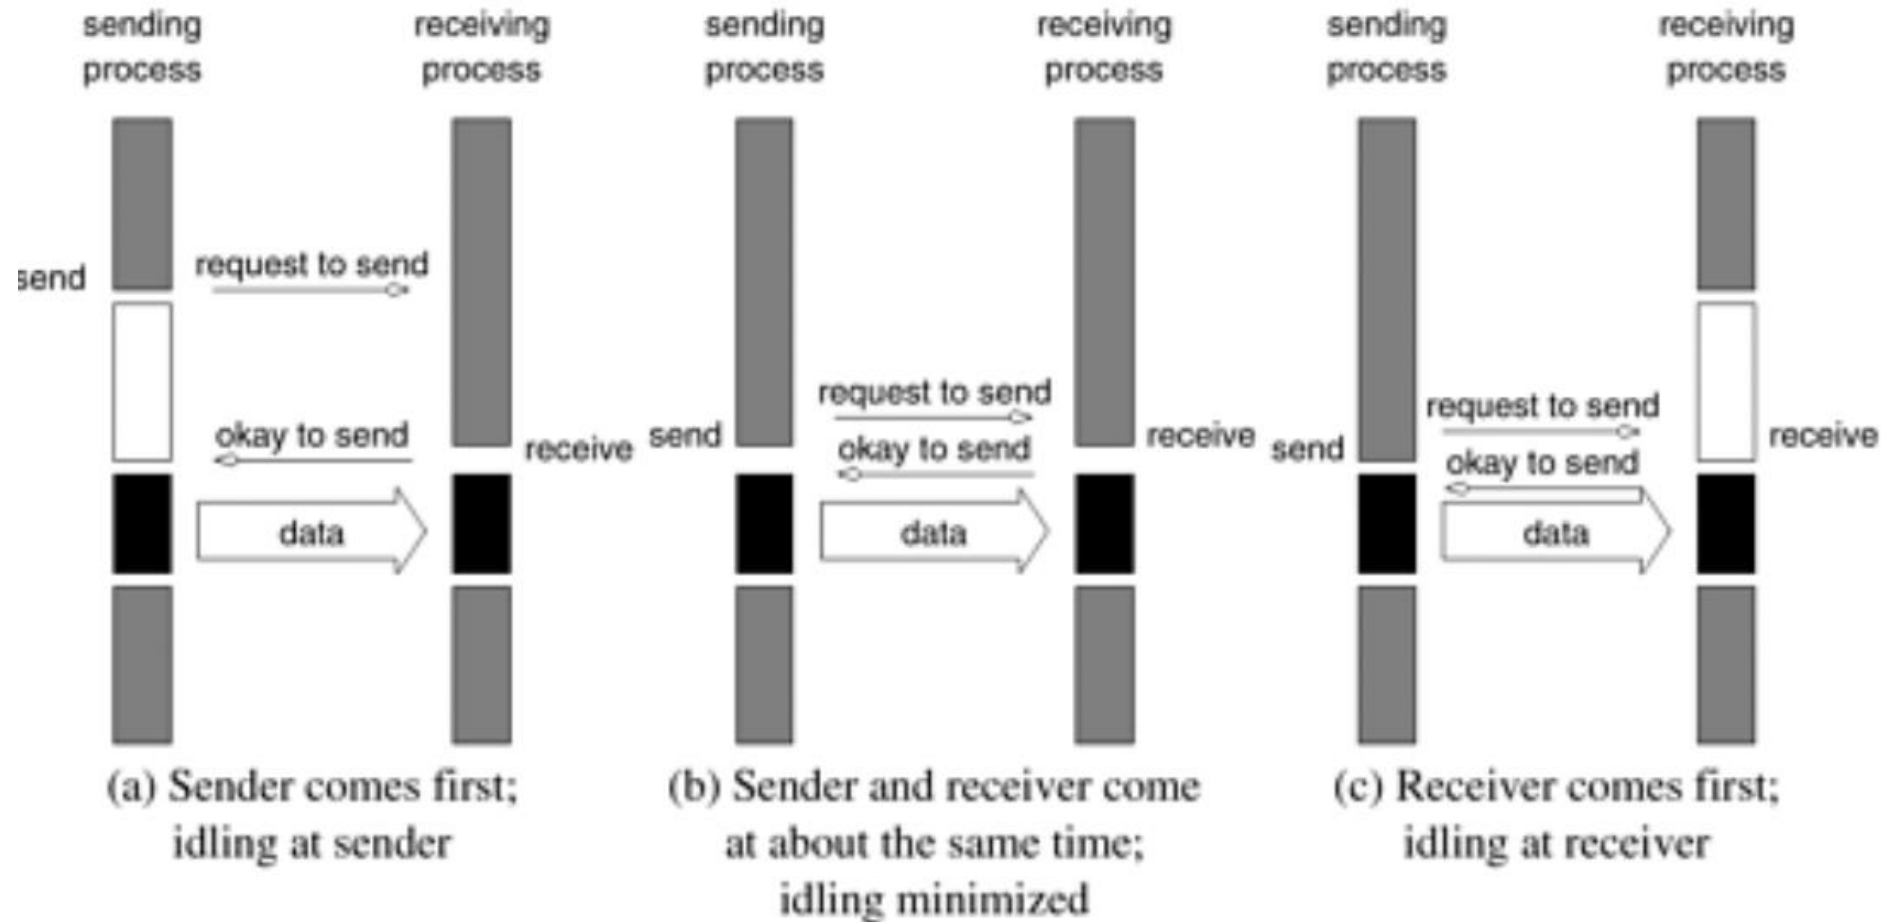 sending process
receiving process
send
request to send
okay to send
receive
data
(a) Sender comes first;
idling at sender
sending process
receiving process
send
request to send
okay to send
receive
data
(b) Sender and receiver come
at about the same time;
idling minimized
sending process
receiving process
send
request to send
okay to send
receive
data
(c) Receiver comes first;
idling at receiver